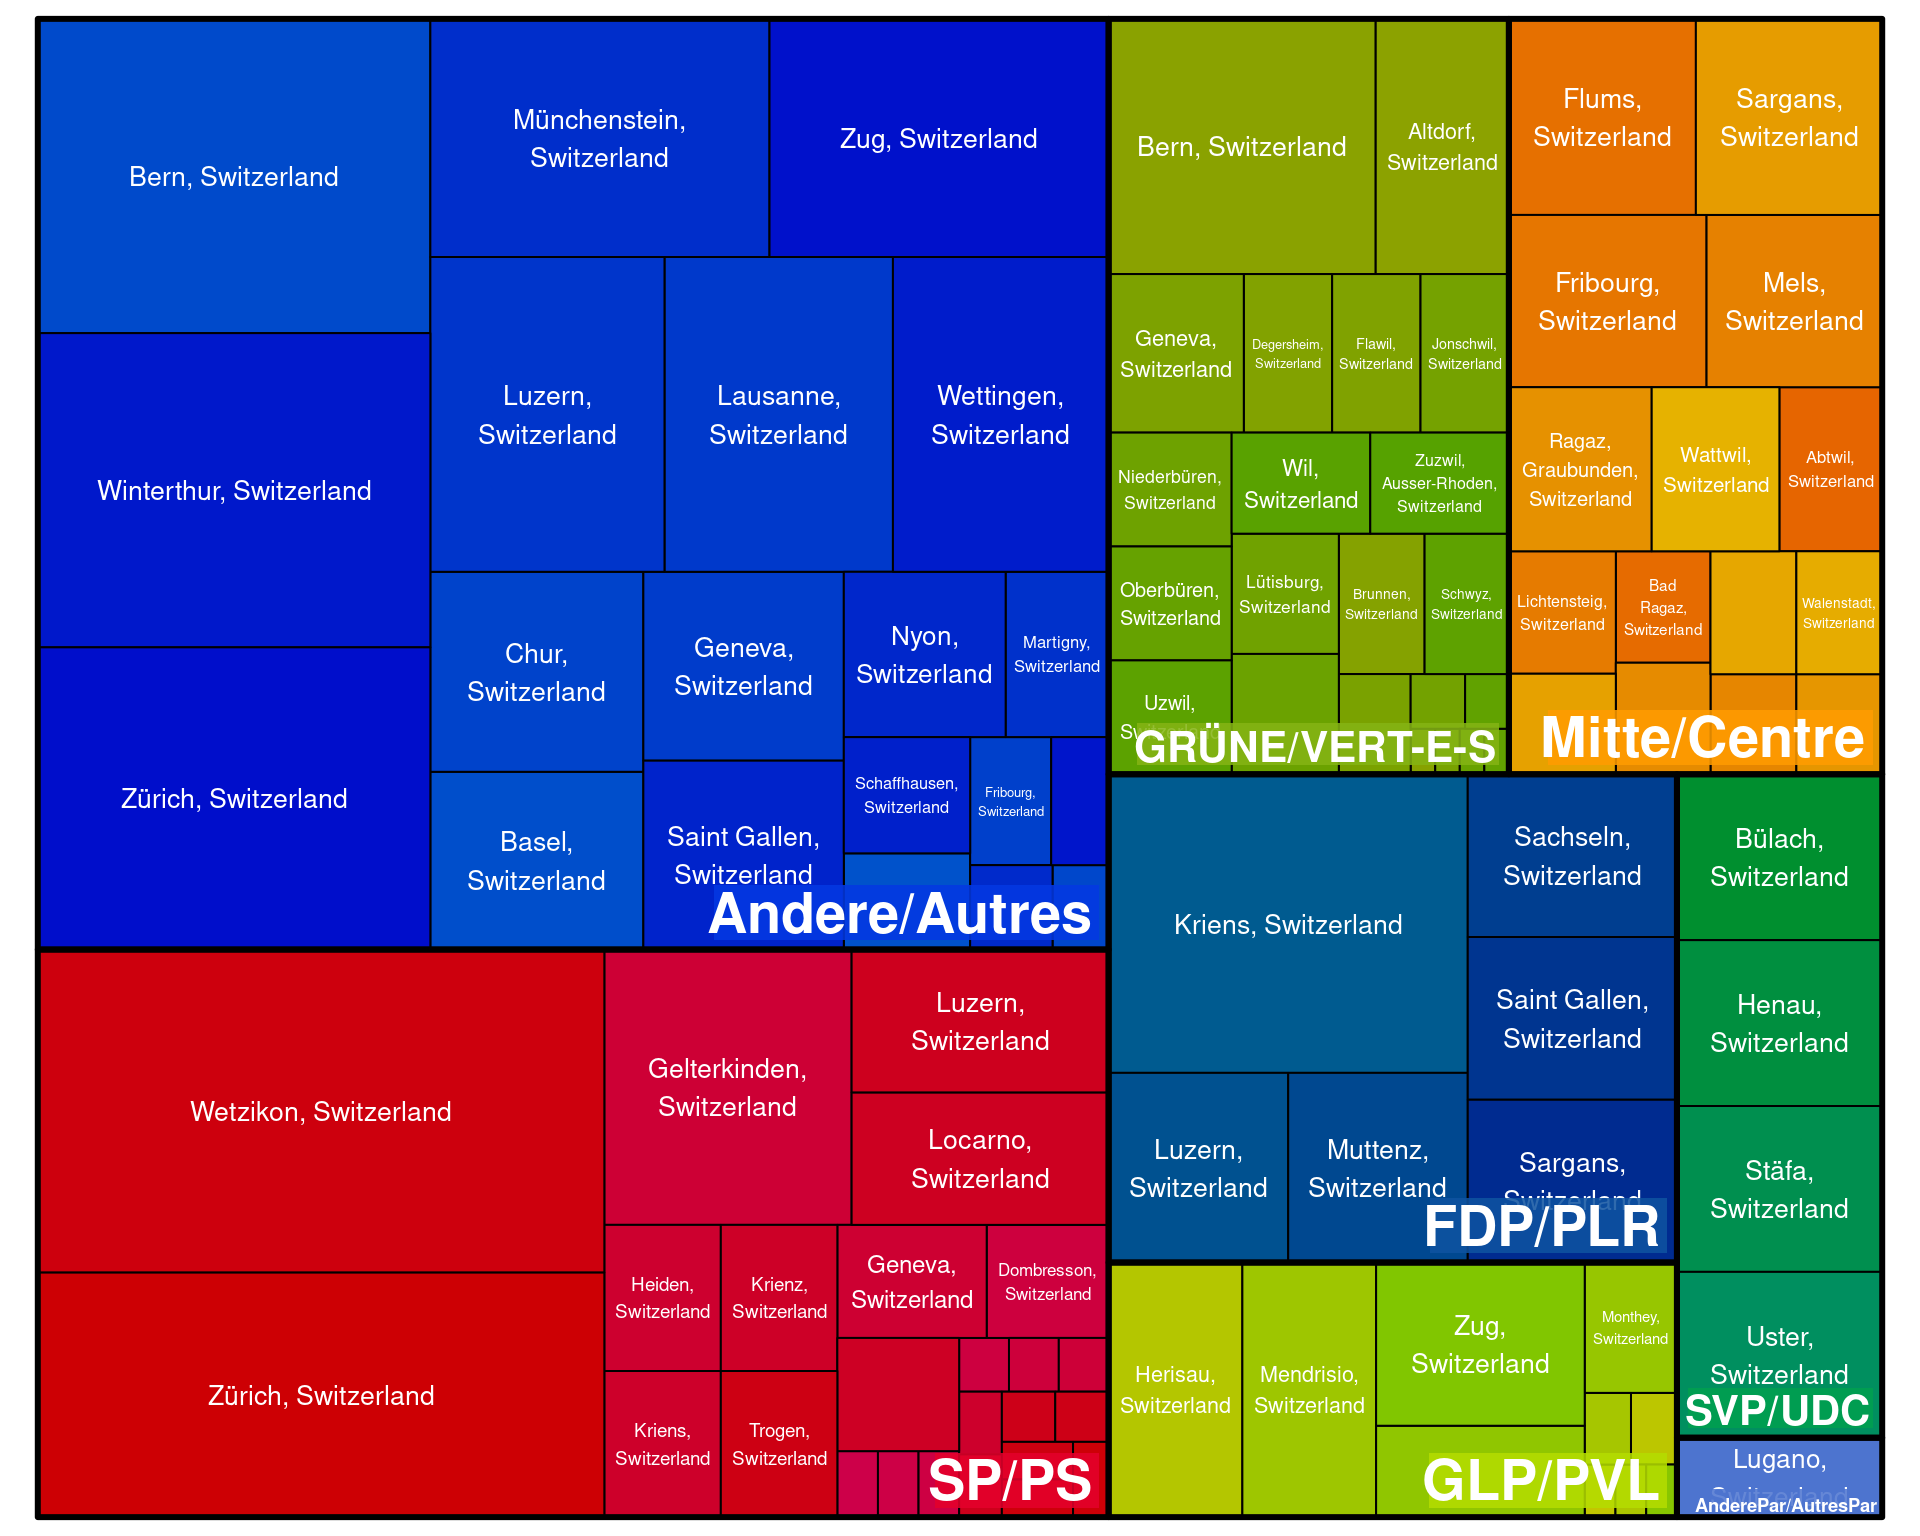 Bern, Switzerland
Winterthur, Switzerland
Zürich, Switzerland
Münchenstein,
Switzerland
Zug, Switzerland
Luzern,
Switzerland
Lausanne,
Switzerland
Wettingen,
Switzerland
Chur,
Switzerland
Basel,
Switzerland
Geneva,
Switzerland
Saint Gallen,
Switzerland
Nyon,
Switzerland
Martigny,
Switzerland
Schaffhausen,
Switzerland
Fribourg,
Switzerland
Andere/Autres
Bern, Switzerland
Altdorf,
Switzerland
Geneva,
Switzerland
Degersheim,
Switzerland
Flawil,
Switzerland
Jonschwil,
Switzerland
Niederbüren,
Switzerland
Wil,
Switzerland
Zuzwil,
Ausser-Rhoden,
Switzerland
Oberbüren,
Switzerland
Lütisburg,
Switzerland
Brunnen,
Switzerland
Schwyz,
Switzerland
Uzwil,
Switzerland
GRÜNE/VERT-E-S
Flums,
Switzerland
Sargans,
Switzerland
Fribourg,
Switzerland
Mels,
Switzerland
Ragaz,
Graubunden,
Switzerland
Wattwil,
Switzerland
Abtwil,
Switzerland
Lichtensteig,
Switzerland
Bad
Ragaz,
Switzerland
Walenstadt,
Switzerland
Mitte/Centre
Wetzikon, Switzerland
Zürich, Switzerland
Gelterkinden,
Switzerland
Luzern,
Switzerland
Locarno,
Switzerland
Heiden,
Switzerland
Krienz,
Switzerland
Kriens,
Switzerland
Trogen,
Switzerland
Geneva,
Switzerland
Dombresson,
Switzerland
SP/PS
Kriens, Switzerland
Sachseln,
Switzerland
Saint Gallen,
Switzerland
Luzern,
Switzerland
Muttenz,
Switzerland
Sargans,
Switzerland
FDP/PLR
Bülach,
Switzerland
Henau,
Switzerland
Stäfa,
Switzerland
Uster,
Switzerland
SVP/UDC
Herisau,
Switzerland
Mendrisio,
Switzerland
Zug,
Switzerland
Monthey,
Switzerland
GLP/PVL
Lugano,
Switzerland
AnderePar/AutresPar